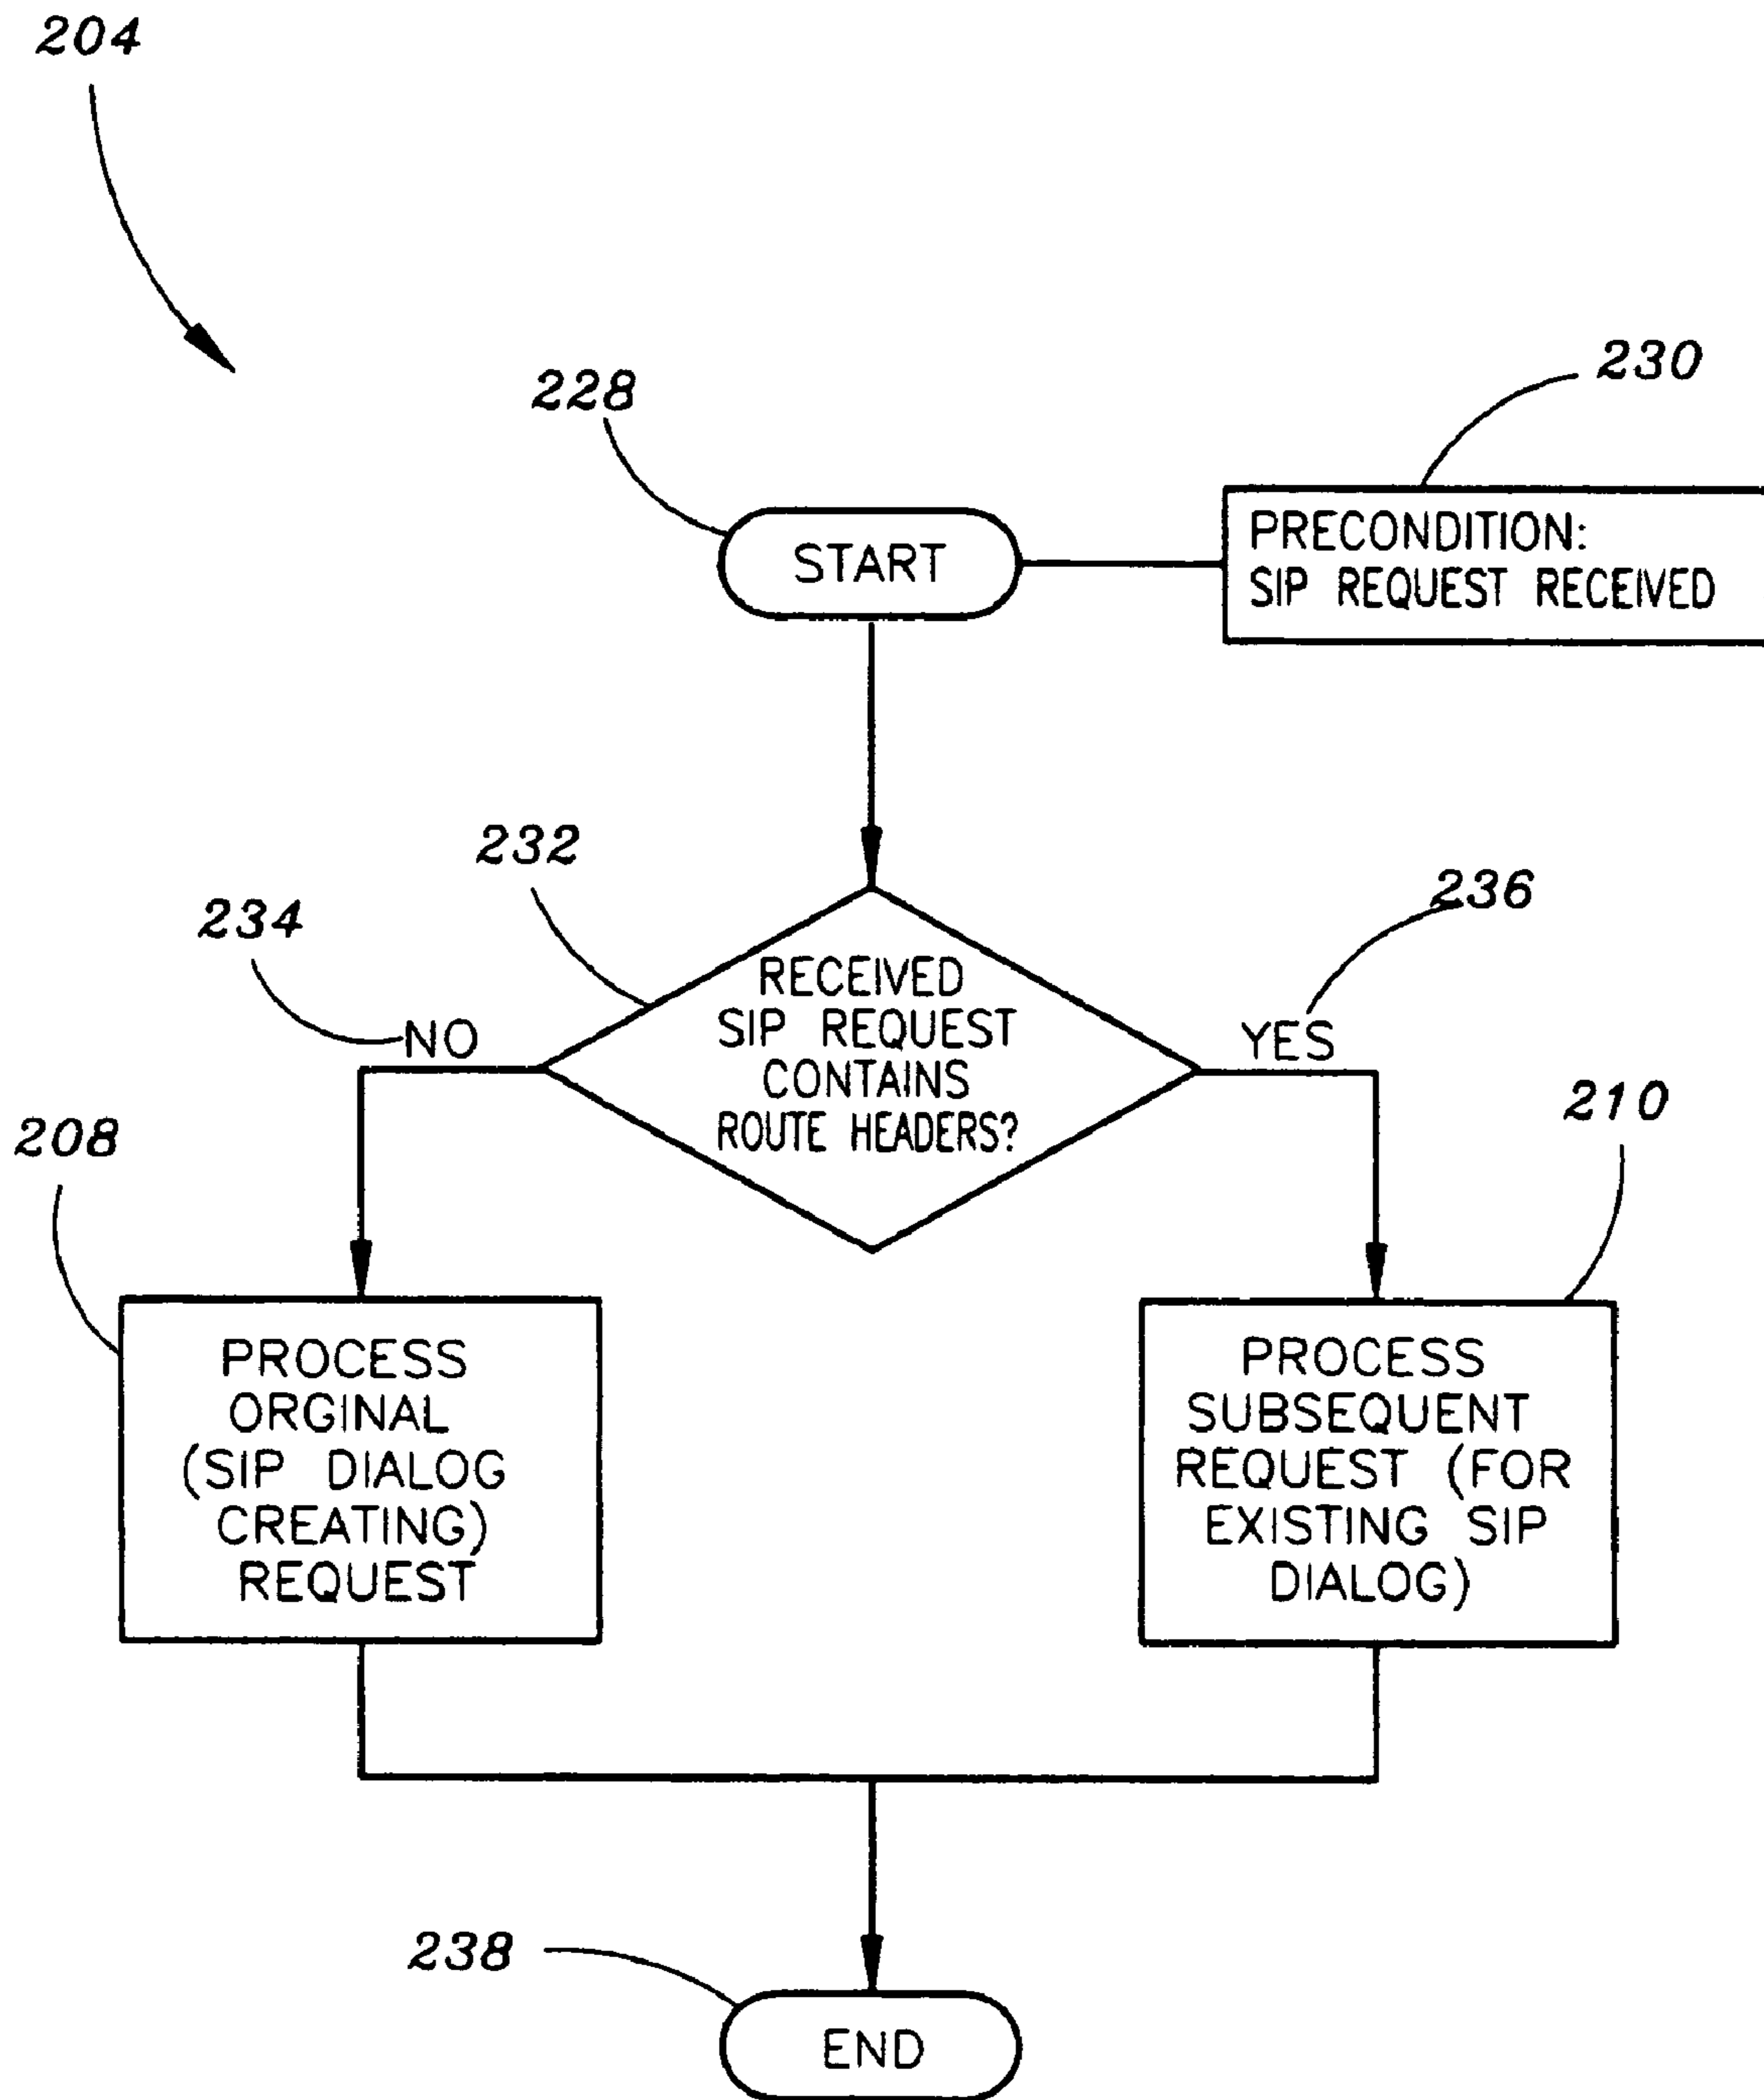 204
228
230
START
PRECONDITION:
SIP REQUEST RECEIVED
232
234
236
RECEIVED
SIP REQUEST
CONTAINS
ROUTE HEADERS?
NO
YES
208
210
PROCESS
ORGINAL
(SIP DIALOG
CREATING)
REQUEST
PROCESS
SUBSEQUENT
REQUEST (FOR
EXISTING SIP
DIALOG)
238
END